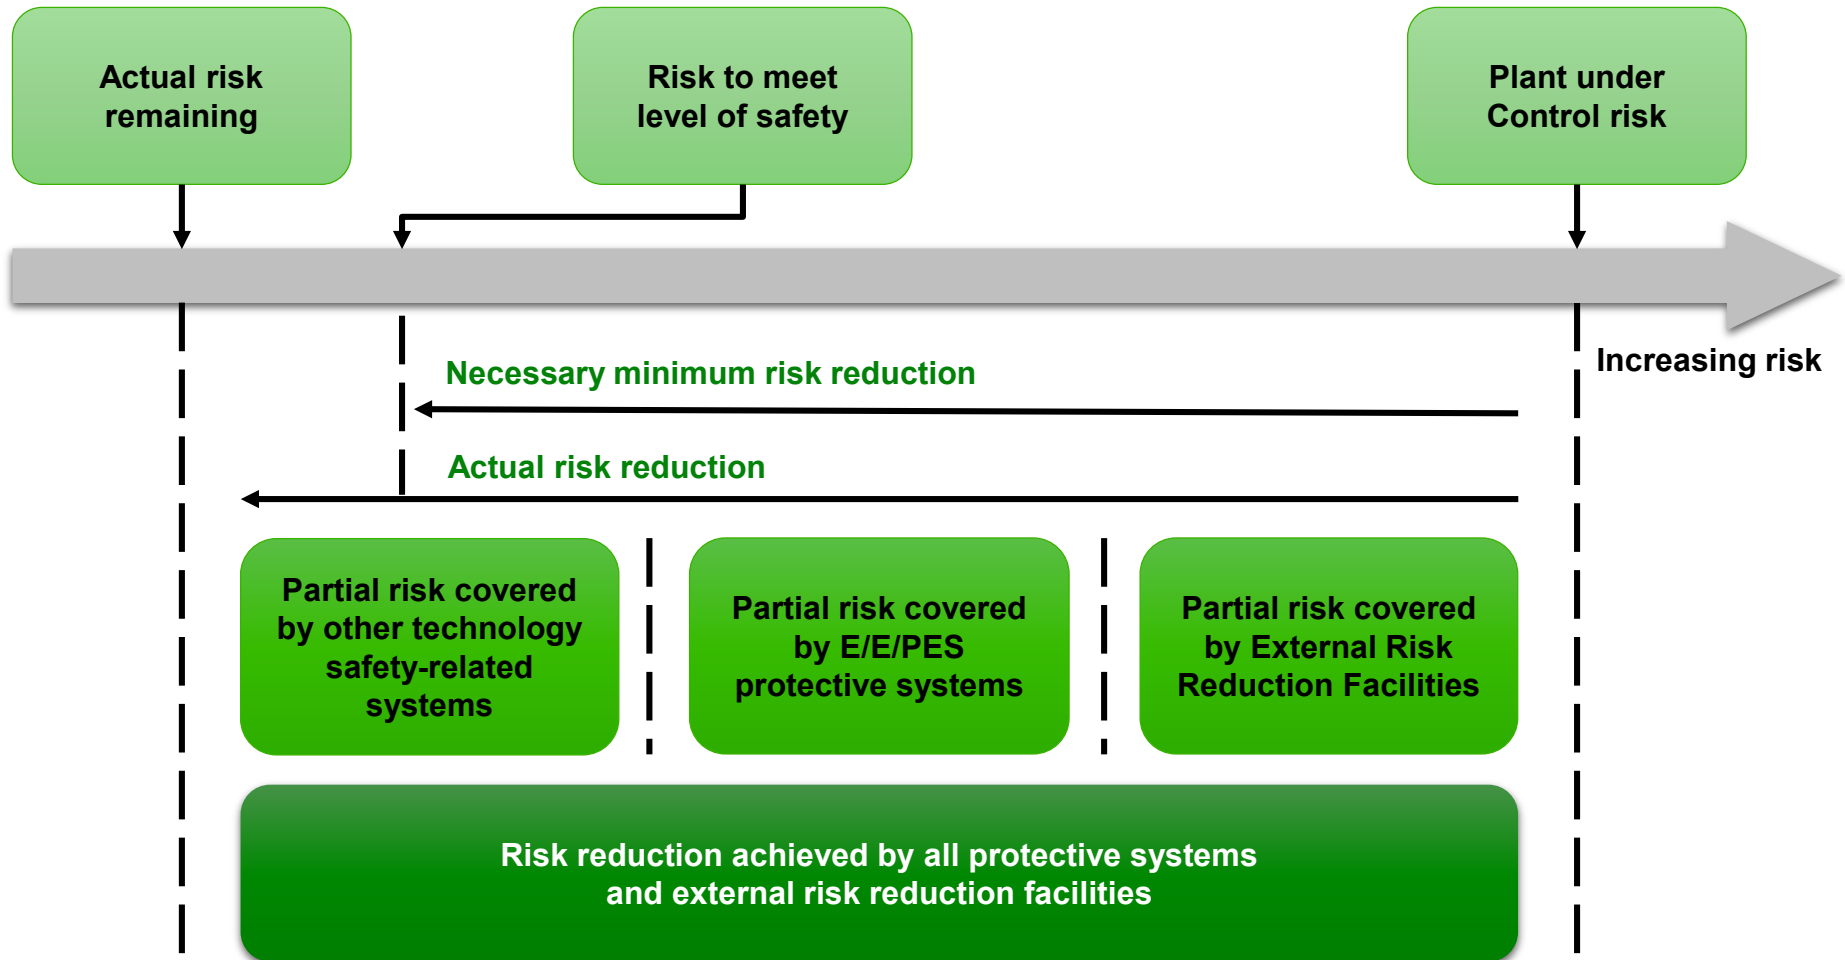 Actual risk
remaining
Risk to meet
level of safety
Plant under
Control risk
Increasing risk
Necessary minimum risk reduction
Actual risk reduction
Partial risk covered
by other technology
safety-related
systems
Partial risk covered
by E/E/PES
protective systems
Partial risk covered
by External Risk
Reduction Facilities
Risk reduction achieved by all protective systems
and external risk reduction facilities